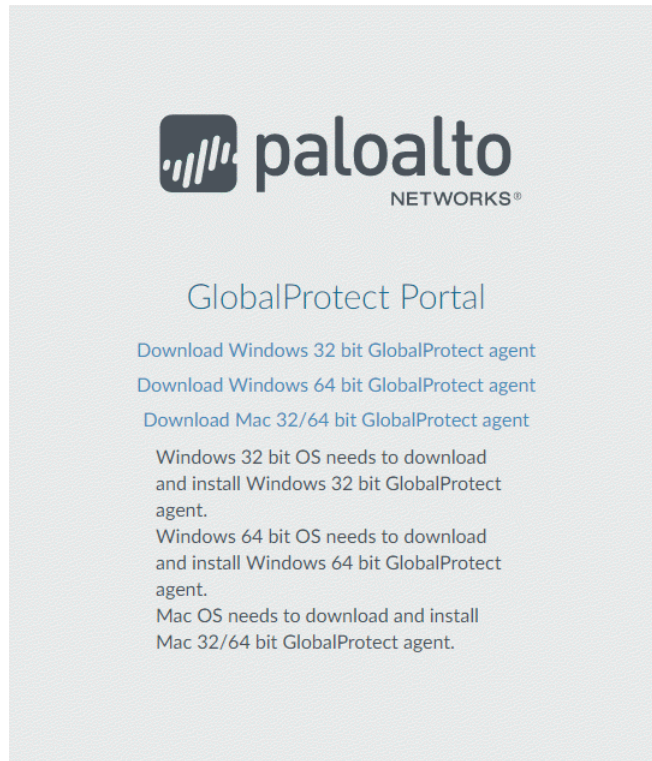 paloalto
NETWORKS®
GlobalProtect Portal
Download Windows 32 bit GlobalProtect agent
Download Windows 64 bit GlobalProtect agent
Download Mac 32/64 bit GlobalProtect agent
Windows 32 bit OS needs to download
and install Windows 32 bit GlobalProtect
agent.
Windows 64 bit OS needs to download
and install Windows 64 bit GlobalProtect
agent.
Mac OS needs to download and install
Mac 32/64 bit GlobalProtect agent.